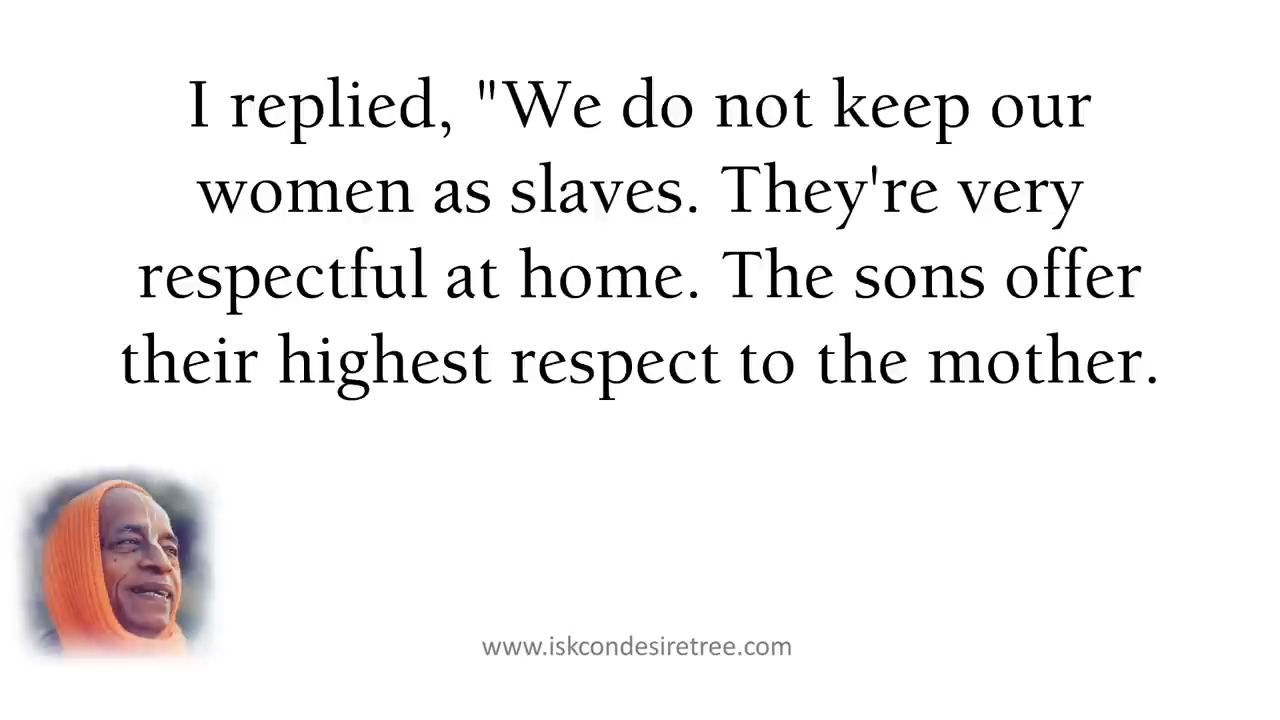 I replied, "We do not keep our
women as slaves. They're very
respectful at home. The sons offer
their highest respect to the mother.
www.iskcondesiretree.com